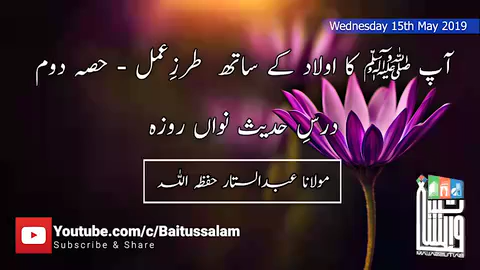 Wednesday 15th May 2019
آپ ﷺ کا اولاد کے ساتھ طرزِ عمل - حصہ دوم
درسِ حدیث نواں روزہ
مولانا عبدالستار حفظہ اللہ
Youtube.com/c/Baitussalam
Subscribe & Share